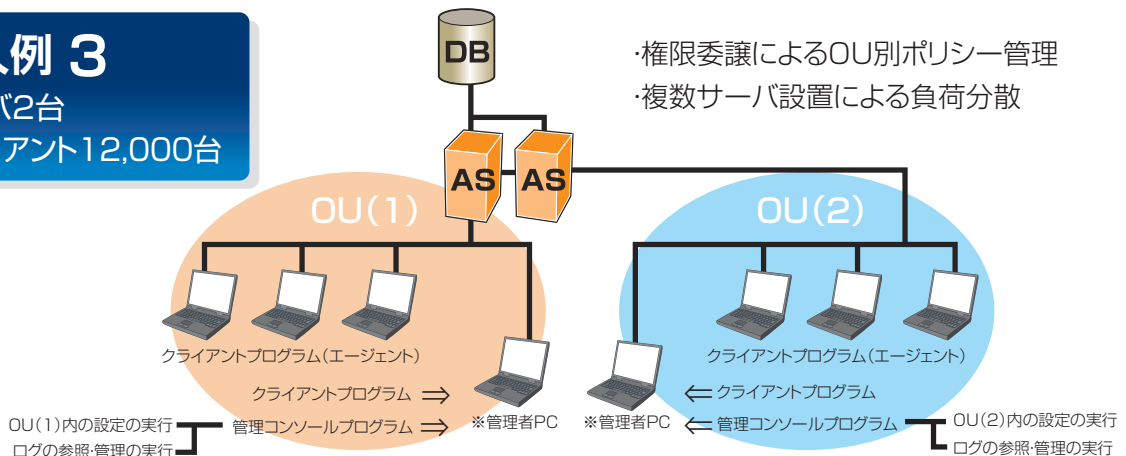 例 3
2台
アント12,000台
DB
·権限委譲によるOU別ポリシー管理
·複数サーバ設置による負荷分散
AS
AS
OU(1)
OU(2)
クライアントプログラム(エージェント)
クライアントプログラム(エージェント)
クライアントプログラム ⇒
⇐ クライアントプログラム
OU(1)内の設定の実行
管理コンソールプログラム ⇒
※管理者PC
※管理者PC
⇐ 管理コンソールプログラム
OU(2)内の設定の実行
ログの参照·管理の実行
ログの参照·管理の実行